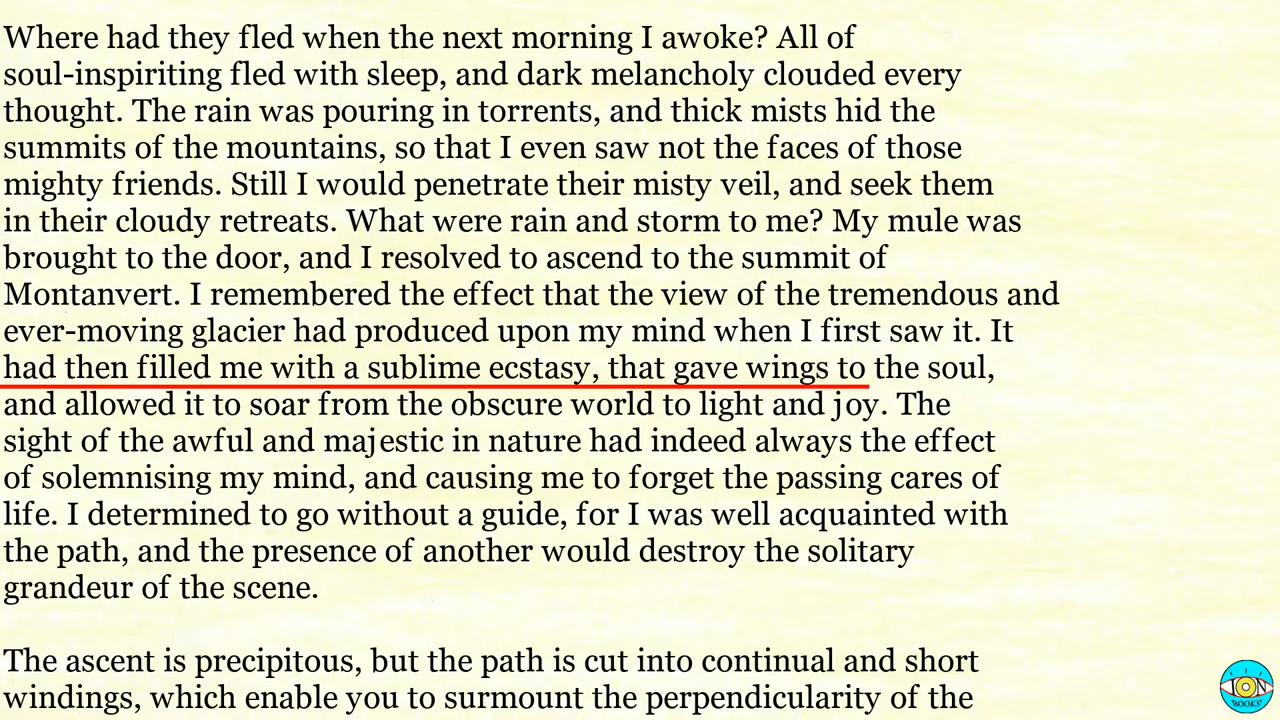 Where had they fled when the next morning I awoke? All of
soul-inspiriting fled with sleep, and dark melancholy clouded every
thought. The rain was pouring in torrents, and thick mists hid the
summits of the mountains, so that I even saw not the faces of those
mighty friends. Still I would penetrate their misty veil, and seek them
in their cloudy retreats. What were rain and storm to me? My mule was
brought to the door, and I resolved to ascend to the summit of
Montanvert. I remembered the effect that the view of the tremendous and
ever-moving glacier had produced upon my mind when I first saw it. It
had then filled me with a sublime ecstasy, that gave wings to the soul,
and allowed it to soar from the obscure world to light and joy. The
sight of the awful and majestic in nature had indeed always the effect
of solemnising my mind, and causing me to forget the passing cares of
life. I determined to go without a guide, for I was well acquainted with
the path, and the presence of another would destroy the solitary
grandeur of the scene.
The ascent is precipitous, but the path is cut into continual and short
windings, which enable you to surmount the perpendicularity of the
ION
BOOKS